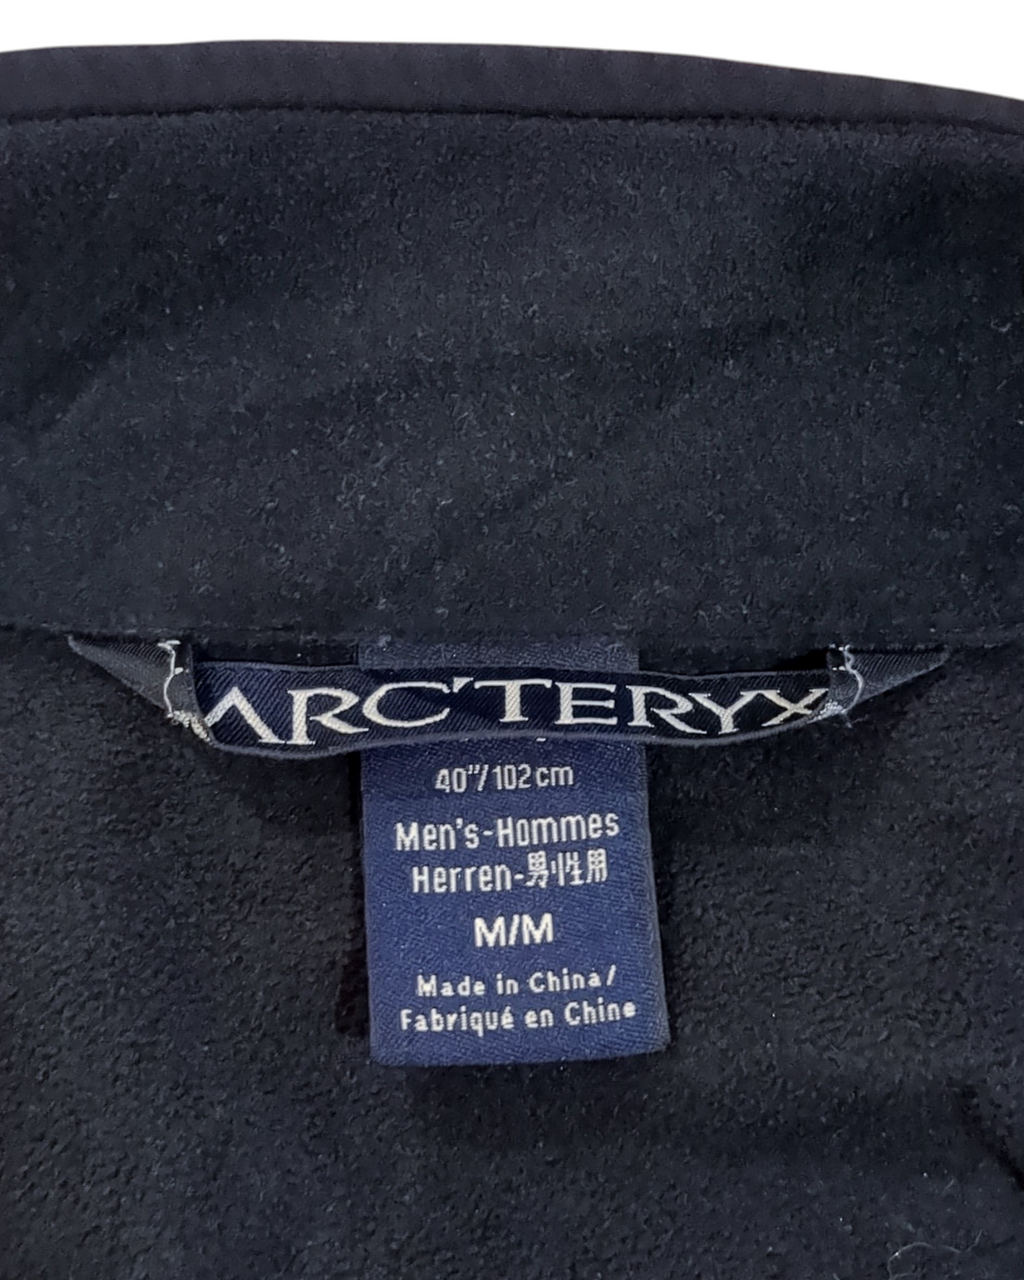 ARC'TERYX
40"/102cm
Men's-Hommes
Herren-男性用
M/M
Made in China/
Fabriqué en Chine